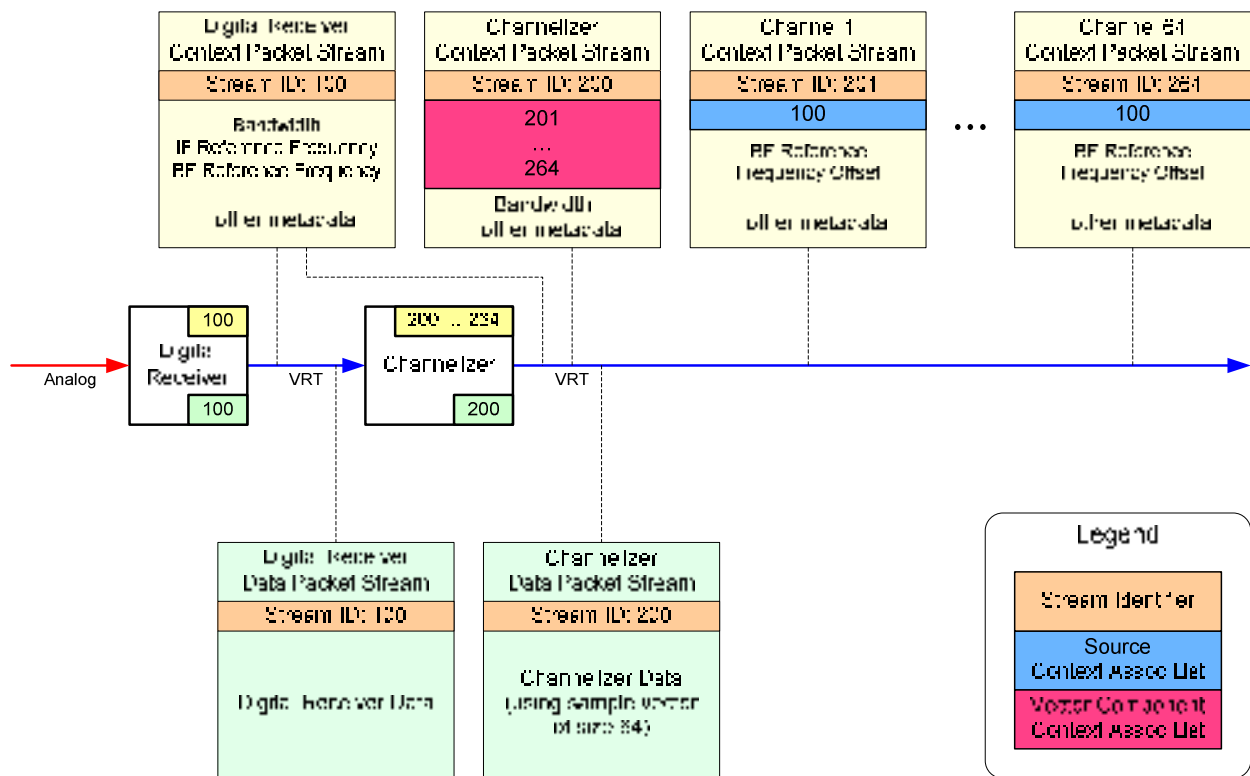 Digital Receiver
Context Packet Stream
Stream ID: 100
Bandwidth
IF Reference Frequency
RF Reference Frequency
other metadata
Channelizer
Context Packet Stream
Stream ID: 200
201
...
264
Bandwidth
other metadata
Channel 1
Context Packet Stream
Stream ID: 201
100
RF Reference
Frequency Offset
other metadata
...
Channel 64
Context Packet Stream
Stream ID: 264
100
RF Reference
Frequency Offset
other metadata
Analog
100
Digital
Receiver
100
VRT
200 ... 264
Channelizer
200
VRT
Digital Receiver
Data Packet Stream
Stream ID: 100
Digital Receiver Data
Channelizer
Data Packet Stream
Stream ID: 200
Channelizer Data
(using sample vector
of size 64)
Legend
Stream Identifier
Source
Context Assoc List
Vector Component
Context Assoc List